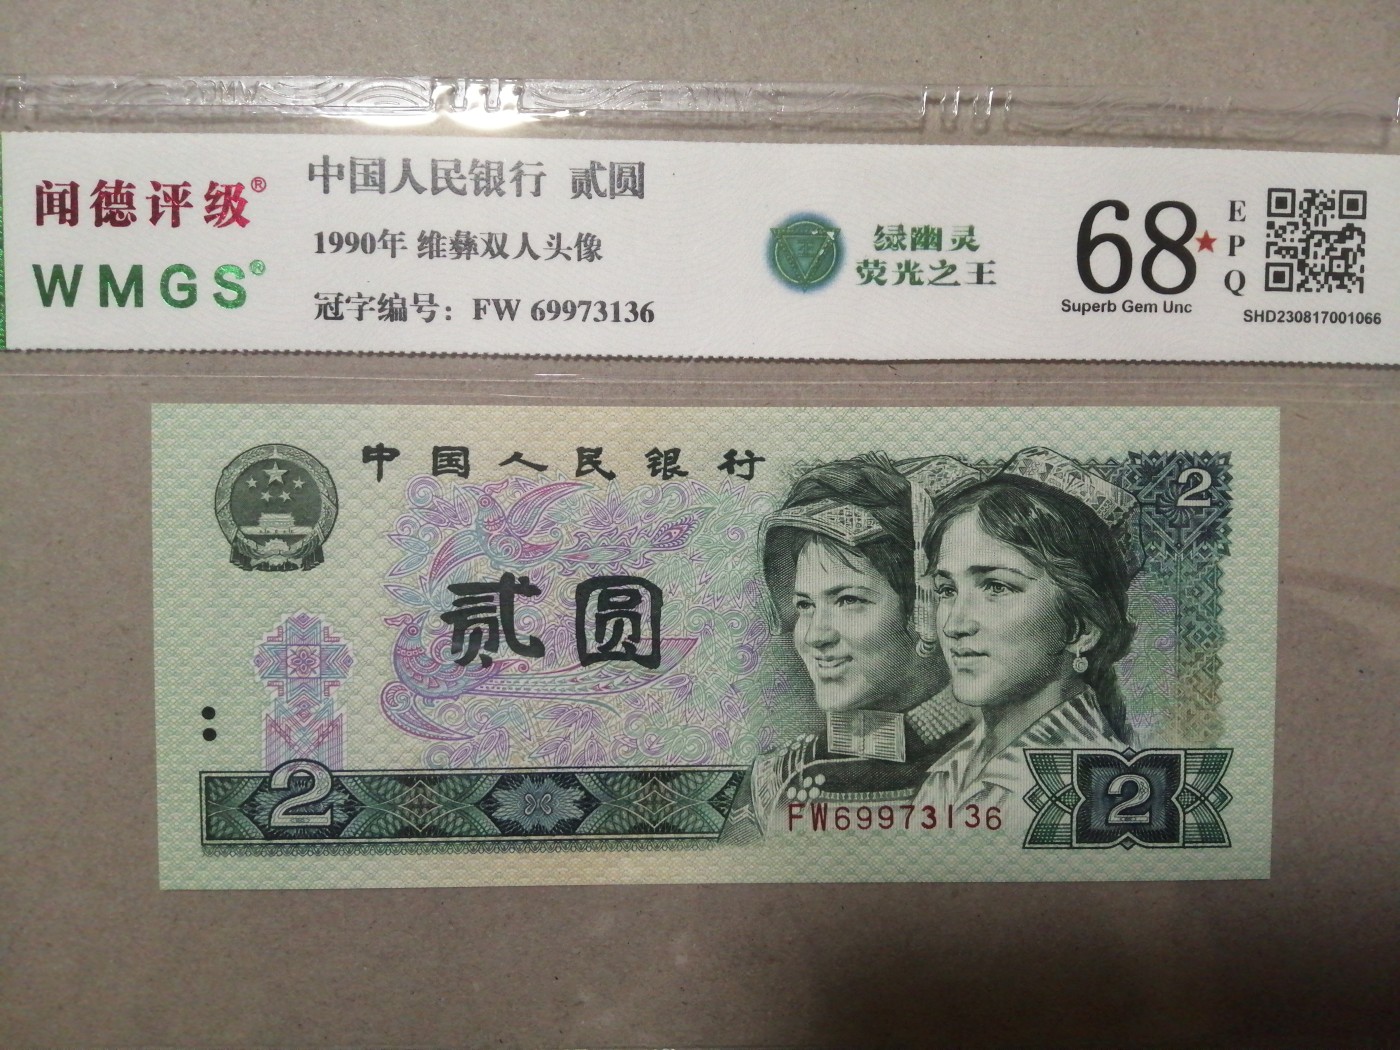 闻德评级®
WMGS®
中国人民银行 贰圆
1990年 维彝双人头像
冠字编号：FW 69973136
王
绿幽灵
荧光之王
68★
EPQ
Superb Gem Unc
SHD230817001066
中国人民银行
2
贰圆
2
FW69973136
2